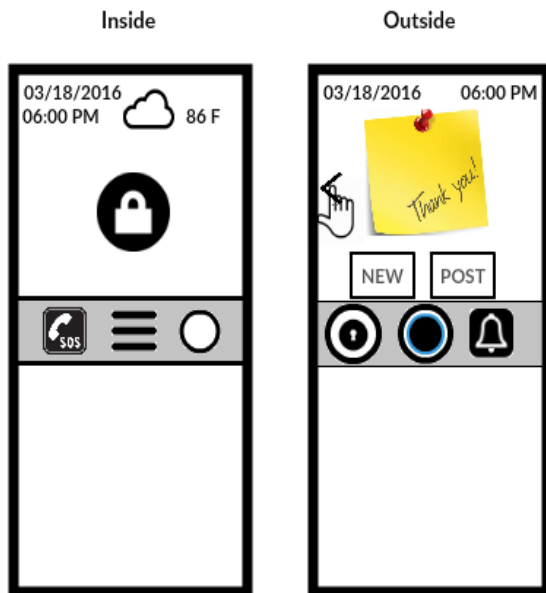 Inside
Outside
03/18/2016
06:00 PM
86 F
SOS
03/18/2016 06:00 PM
Thank you!
NEW POST